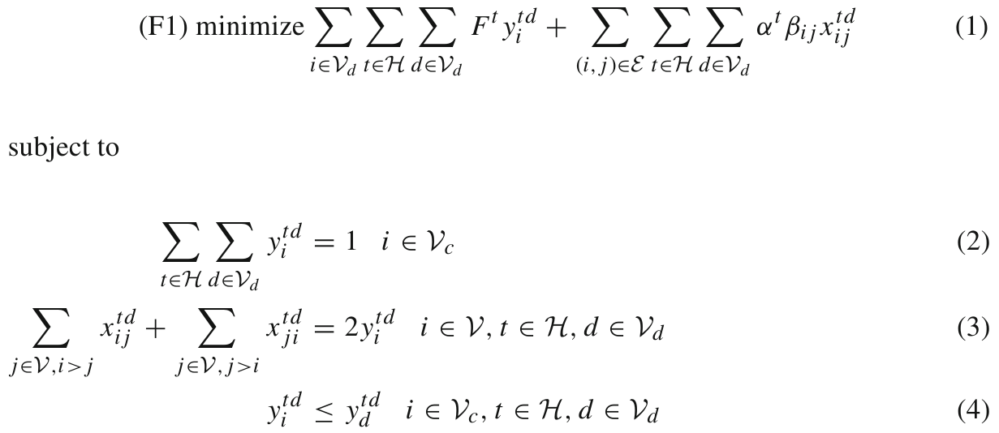 (F1) minimize ∑_{i∈𝒱_d} ∑_{t∈ℋ} ∑_{d∈𝒱_d} F^t y_i^{td} + ∑_{(i,j)∈ℰ} ∑_{t∈ℋ} ∑_{d∈𝒱_d} α^t β_{ij} x_{ij}^{td} (1)
subject to
∑_{t∈ℋ} ∑_{d∈𝒱_d} y_i^{td} = 1 i ∈ 𝒱_c (2)
∑_{j∈𝒱,i>j} x_{ij}^{td} + ∑_{j∈𝒱,j>i} x_{ji}^{td} = 2y_i^{td} i ∈ 𝒱, t ∈ ℋ, d ∈ 𝒱_d (3)
y_i^{td} ≤ y_d^{td} i ∈ 𝒱_c, t ∈ ℋ, d ∈ 𝒱_d (4)